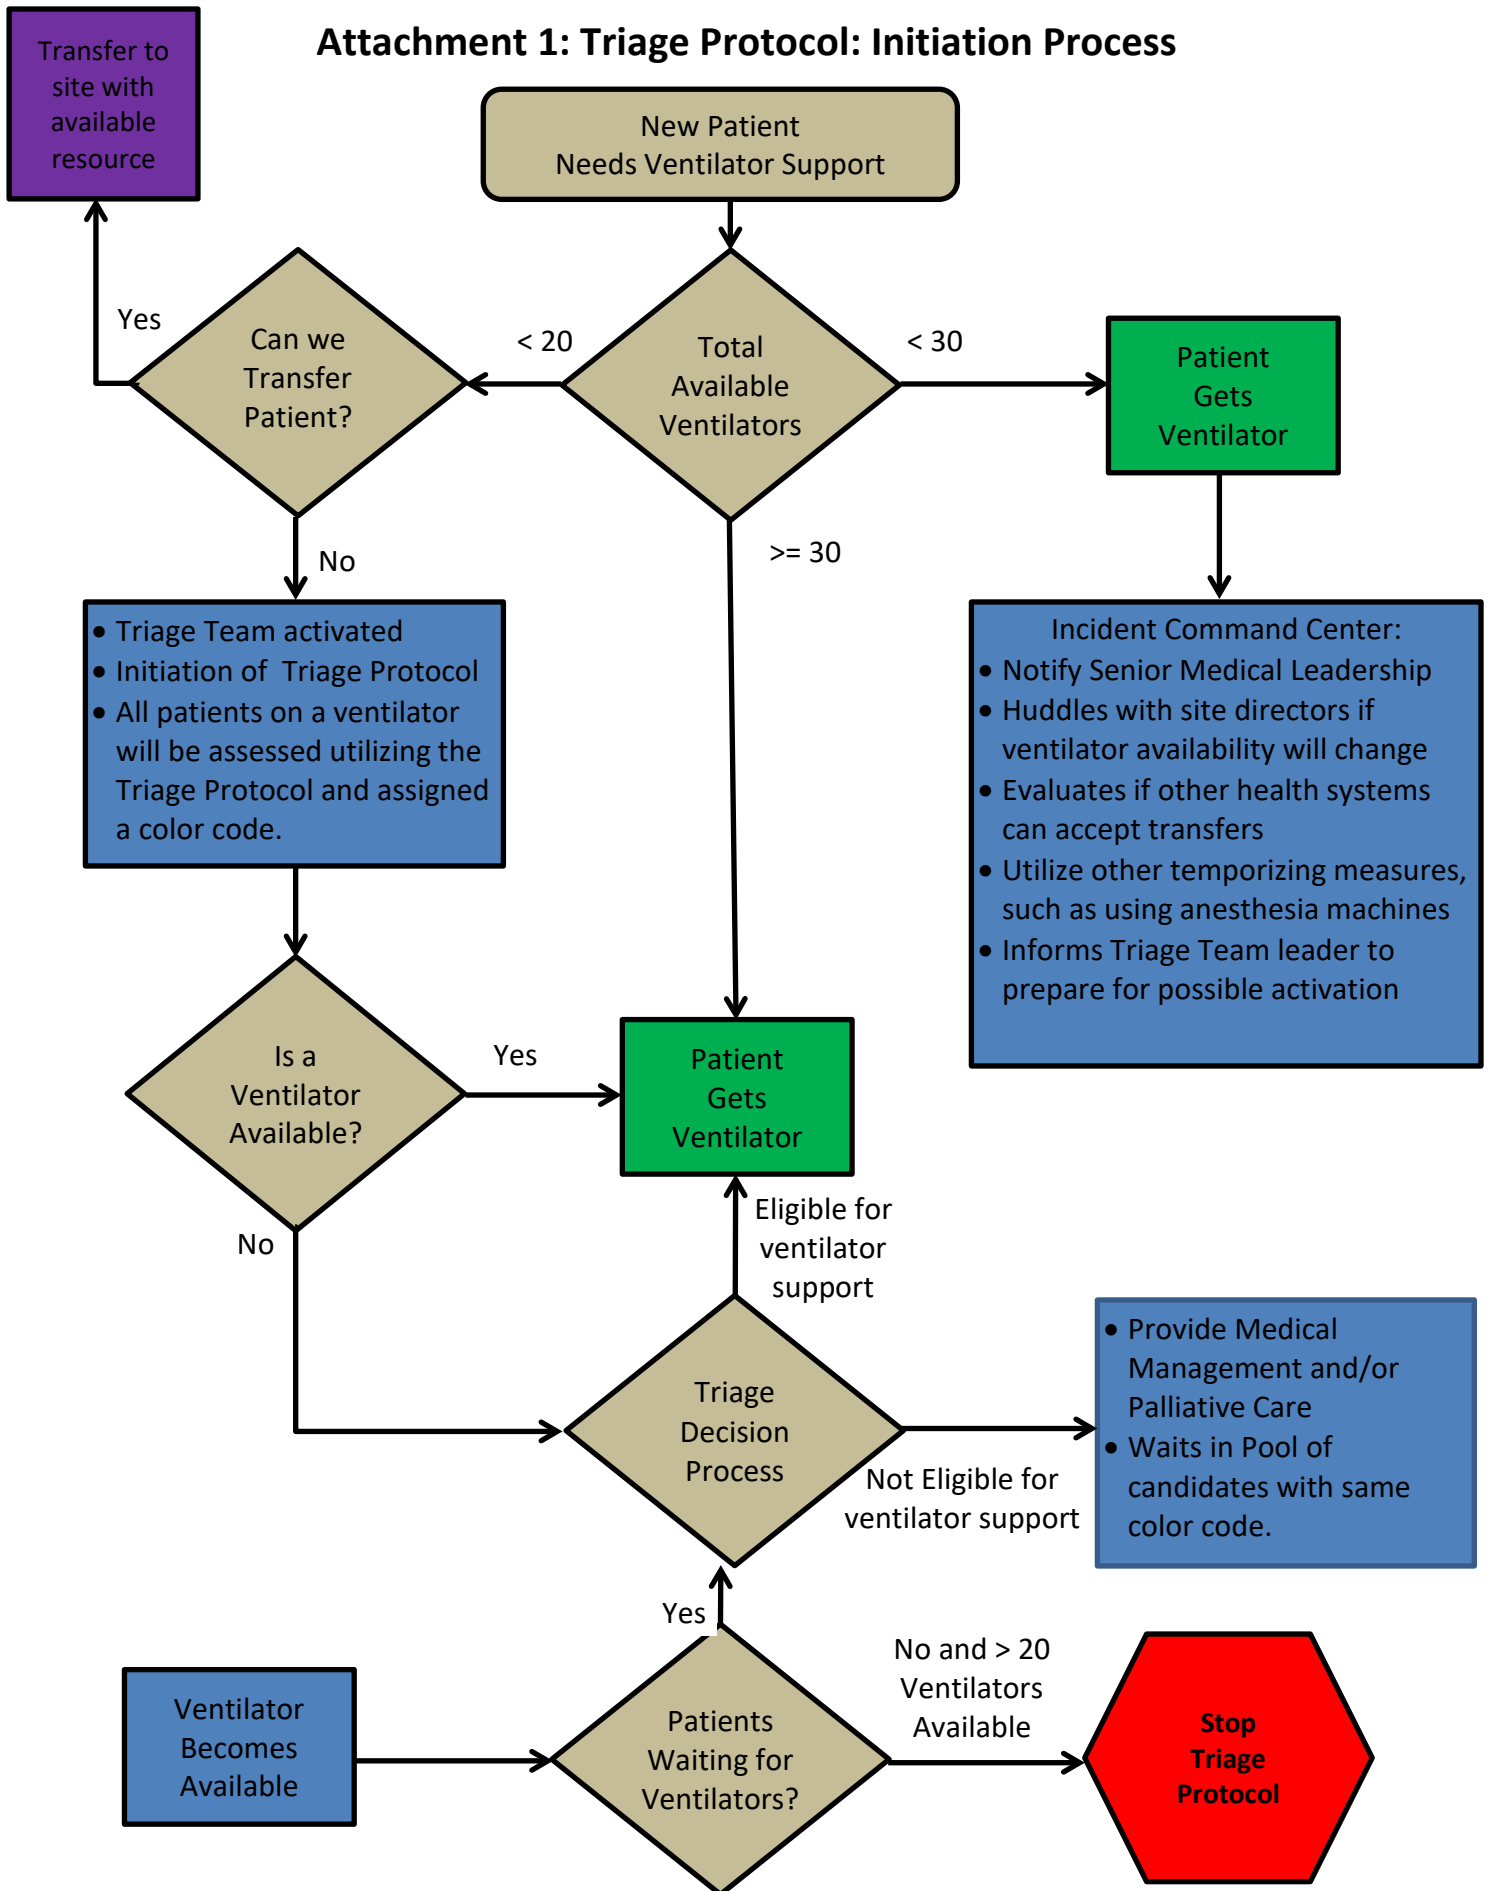 Attachment 1: Triage Protocol: Initiation Process
Transfer to
site with
available
resource
New Patient
Needs Ventilator Support
Yes
Can we
Transfer
Patient?
< 20
Total
Available
Ventilators
< 30
Patient
Gets
Ventilator
No
>= 30
• Triage Team activated
• Initiation of  Triage Protocol
• All patients on a ventilator
will be assessed utilizing the
Triage Protocol and assigned
a color code.
Incident Command Center:
• Notify Senior Medical Leadership
• Huddles with site directors if
ventilator availability will change
• Evaluates if other health systems
can accept transfers
• Utilize other temporizing measures,
such as using anesthesia machines
• Informs Triage Team leader to
prepare for possible activation
Is a
Ventilator
Available?
Yes
Patient
Gets
Ventilator
No
Eligible for
ventilator
support
Triage
Decision
Process
Not Eligible for
ventilator support
• Provide Medical
Management and/or
Palliative Care
• Waits in Pool of
candidates with same
color code.
Yes
Ventilator
Becomes
Available
Patients
Waiting for
Ventilators?
No and > 20
Ventilators
Available
Stop
Triage
Protocol